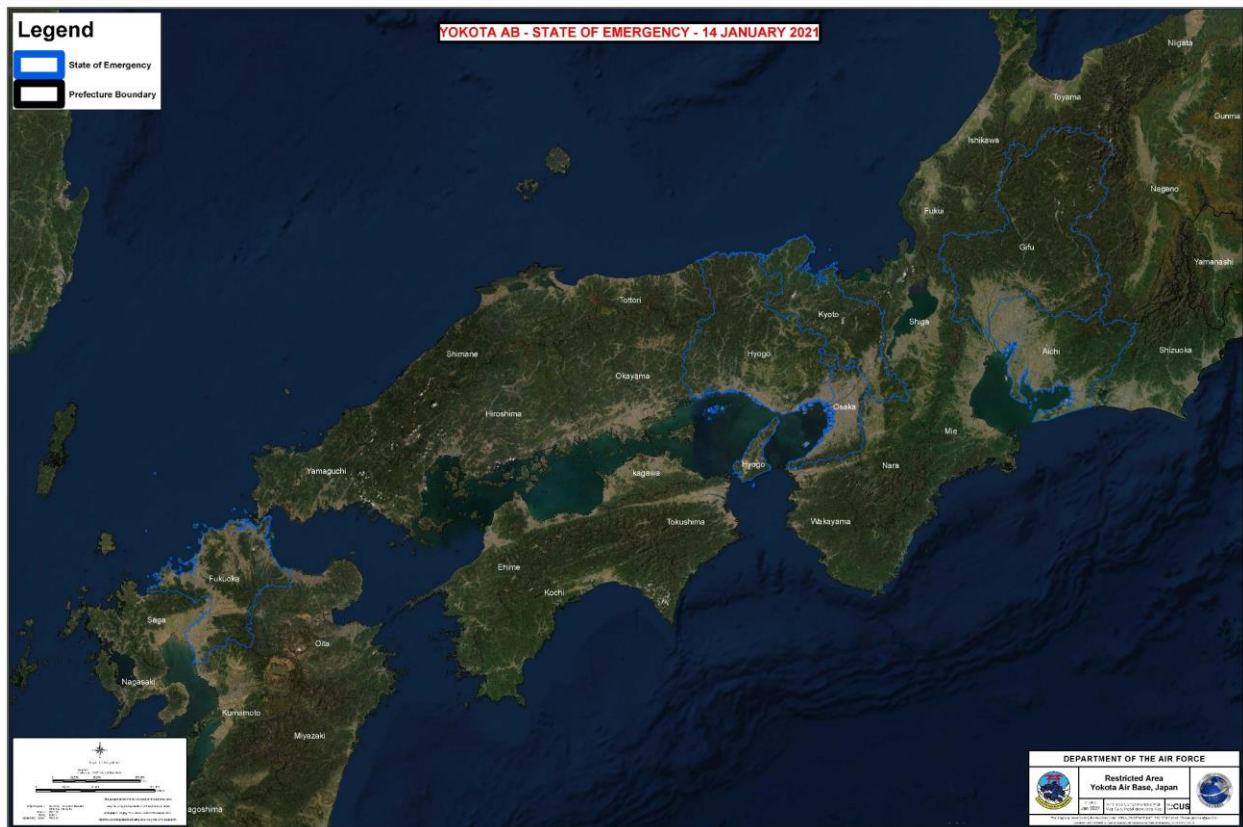 Legend
State of Emergency
Prefecture Boundary
YOKOTA AB - STATE OF EMERGENCY - 14 JANUARY 2021
Niigata
Toyama
Gunma
Ishikawa
Nagano
Fukui
Gifu
Yamanashi
Tottori
Kyoto
Shiga
Aichi
Shizuoka
Shimane
Hyogo
Okayama
Osaka
Hiroshima
Mie
Yamaguchi
kagawa
Hyogo
Nara
Tokushima
Wakayama
Fukuoka
Ehime
Kochi
Saga
Oita
Nagasaki
Kumamoto
Miyazaki
agoshima
DEPARTMENT OF THE AIR FORCE
Restricted Area
Yokota Air Base, Japan
Jan 2021
CUS